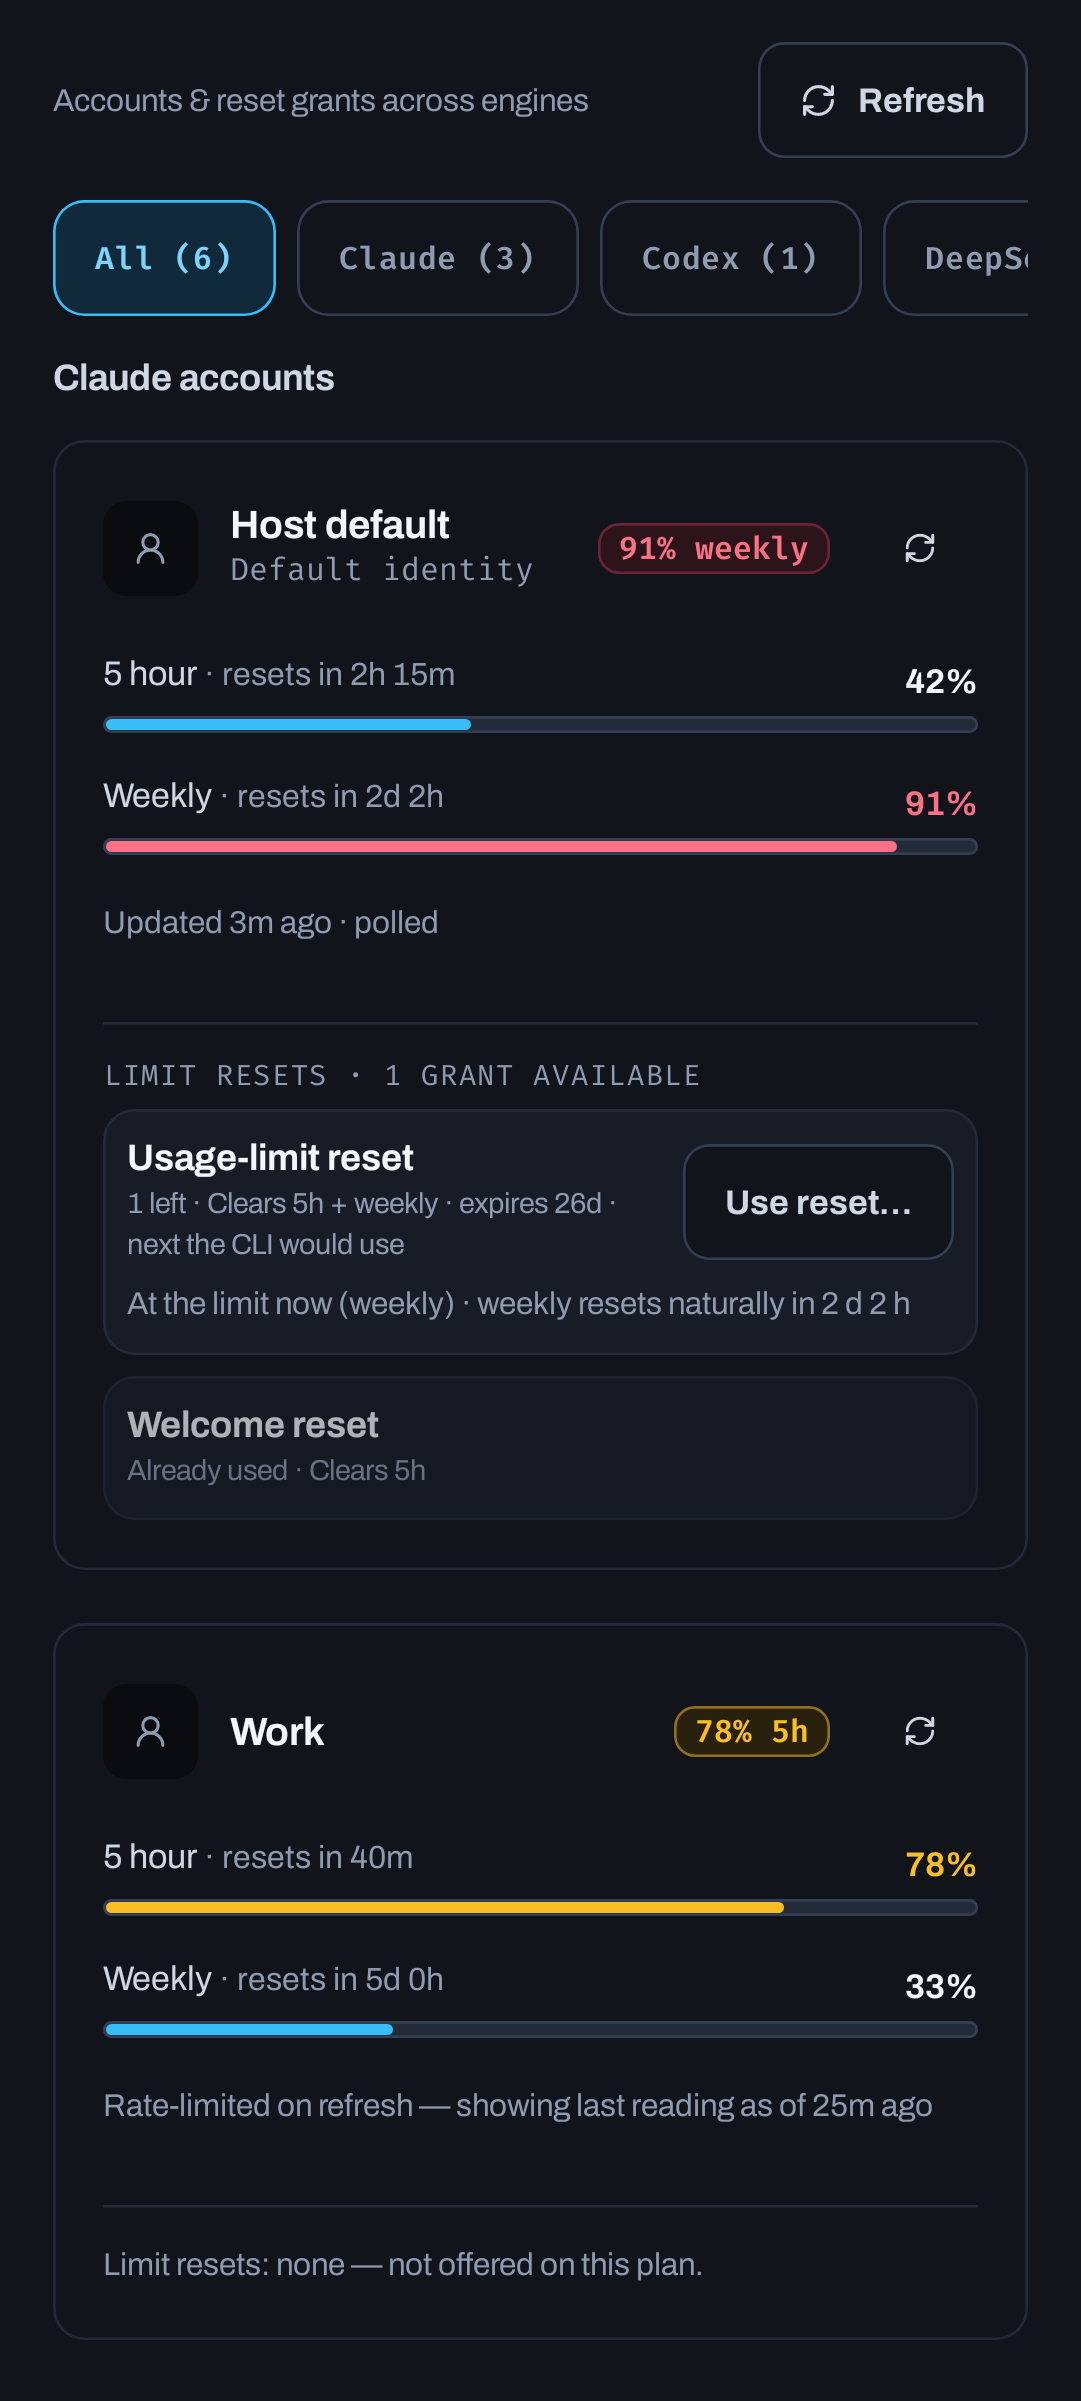 Accounts & reset grants across engines
Refresh
All (6)
Claude (3)
Codex (1)
DeepSe
Claude accounts
Host default
91% weekly
Default identity
5 hour · resets in 2h 15m
42%
Weekly · resets in 2d 2h
91%
Updated 3m ago · polled
LIMIT RESETS · 1 GRANT AVAILABLE
Usage-limit reset
1 left · Clears 5h + weekly · expires 26d ·
next the CLI would use
Use reset...
At the limit now (weekly) · weekly resets naturally in 2 d 2 h
Welcome reset
Already used · Clears 5h
Work
78% 5h
5 hour · resets in 40m
78%
Weekly · resets in 5d 0h
33%
Rate-limited on refresh — showing last reading as of 25m ago
Limit resets: none — not offered on this plan.